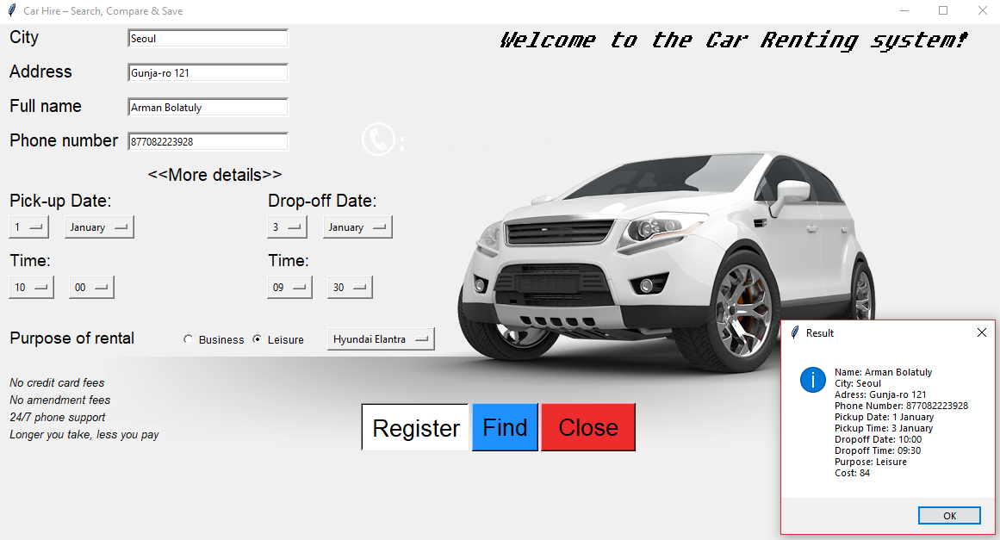 Car Hire – Search, Compare & Save
Welcome to the Car Renting system!
City Seoul
Address Gunja-ro 121
Full name Arman Bolatuly
Phone number 877082223928
:
<<More details>>
Pick-up Date: Drop-off Date:
1 January 3 January
Time: Time:
10 00 09 30
Purpose of rental Business Leisure Hyundai Elantra
No credit card fees
No amendment fees
24/7 phone support
Longer you take, less you pay
Register Find Close
Result
Name: Arman Bolatuly
City: Seoul
Adress: Gunja-ro 121
Phone Number: 877082223928
Pickup Date: 1 January
Pickup Time: 3 January
Dropoff Date: 10:00
Dropoff Time: 09:30
Purpose: Leisure
Cost: 84
OK